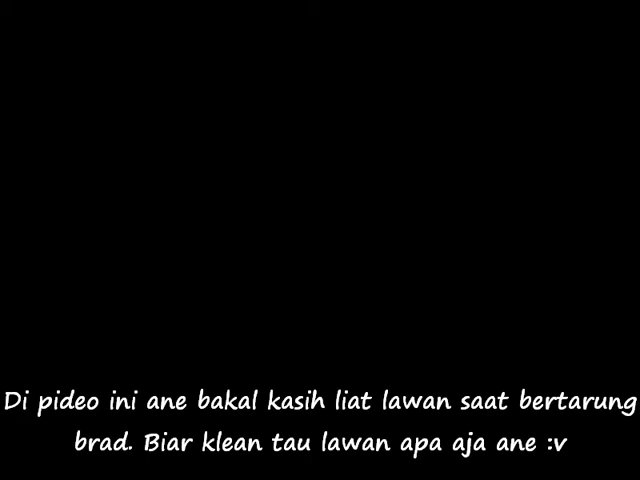 Di pideo ini ane bakal kasih liat lawan saat bertarung
brad. Biar klean tau lawan apa aja ane :v